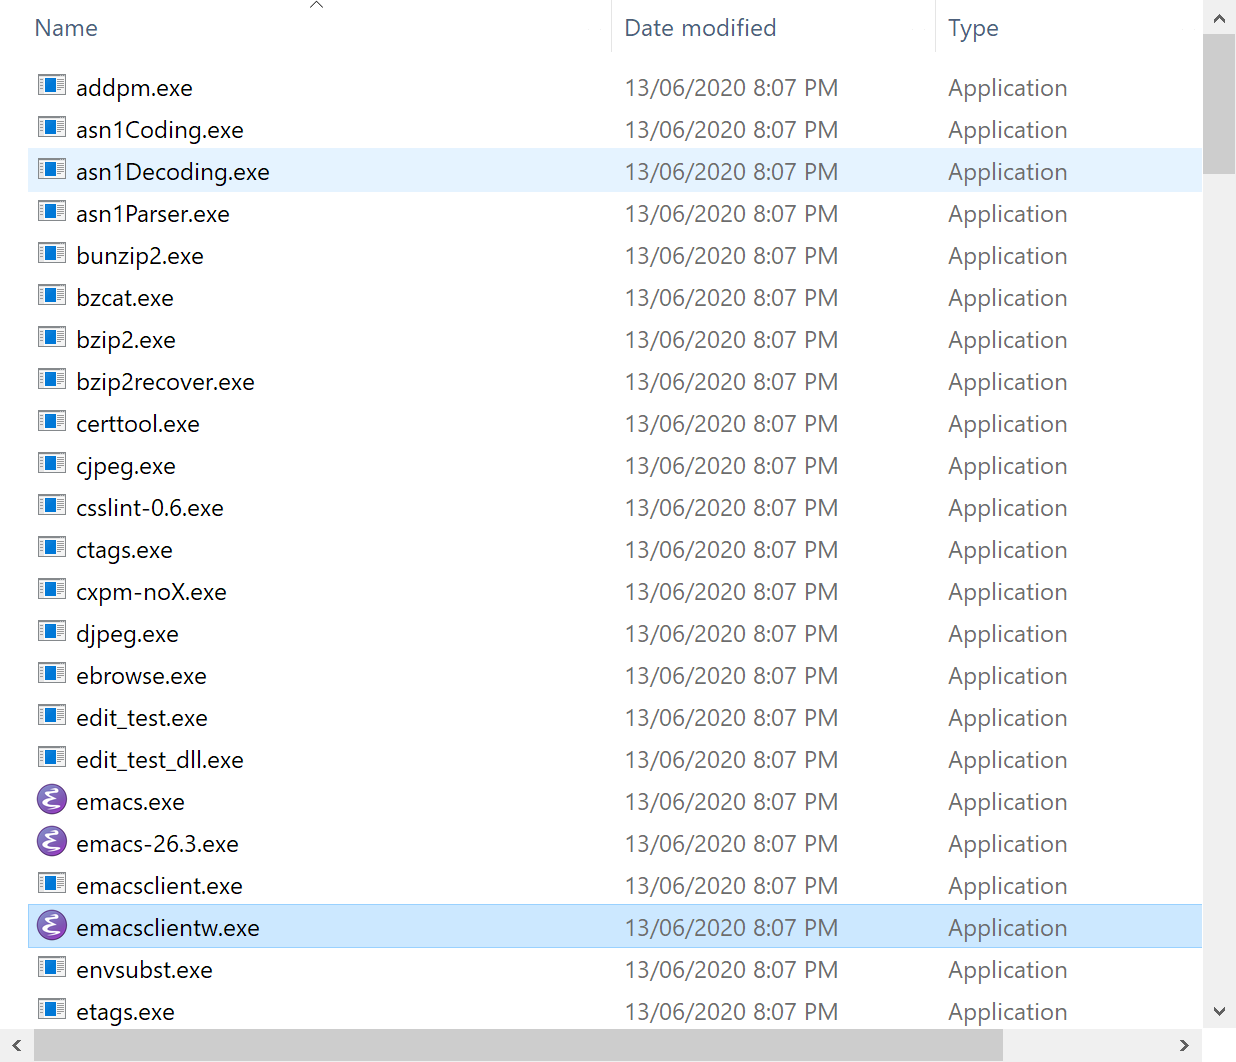 Name Date modified Type
addpm.exe 13/06/2020 8:07 PM Application
asn1Coding.exe 13/06/2020 8:07 PM Application
asn1Decoding.exe 13/06/2020 8:07 PM Application
asn1Parser.exe 13/06/2020 8:07 PM Application
bunzip2.exe 13/06/2020 8:07 PM Application
bzcat.exe 13/06/2020 8:07 PM Application
bzip2.exe 13/06/2020 8:07 PM Application
bzip2recover.exe 13/06/2020 8:07 PM Application
certtool.exe 13/06/2020 8:07 PM Application
cjpeg.exe 13/06/2020 8:07 PM Application
csslint-0.6.exe 13/06/2020 8:07 PM Application
ctags.exe 13/06/2020 8:07 PM Application
cxpm-noX.exe 13/06/2020 8:07 PM Application
djpeg.exe 13/06/2020 8:07 PM Application
ebrowse.exe 13/06/2020 8:07 PM Application
edit_test.exe 13/06/2020 8:07 PM Application
edit_test_dll.exe 13/06/2020 8:07 PM Application
emacs.exe 13/06/2020 8:07 PM Application
emacs-26.3.exe 13/06/2020 8:07 PM Application
emacsclient.exe 13/06/2020 8:07 PM Application
emacsclientw.exe 13/06/2020 8:07 PM Application
envsubst.exe 13/06/2020 8:07 PM Application
etags.exe 13/06/2020 8:07 PM Application